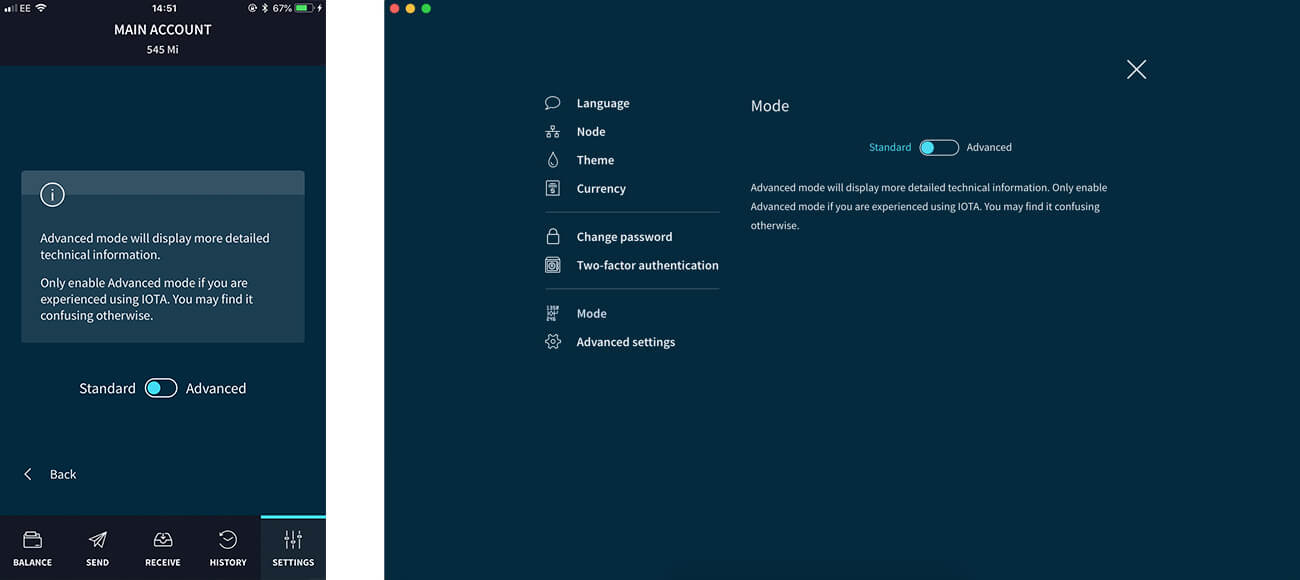 EE 14:51 67%
MAIN ACCOUNT
545 Mi
Advanced mode will display more detailed
technical information.
Only enable Advanced mode if you are
experienced using IOTA. You may find it
confusing otherwise.
Standard Advanced
Back
BALANCE SEND RECEIVE HISTORY SETTINGS
Language
Node
Theme
Currency
Change password
Two-factor authentication
Mode
Advanced settings
Mode
Standard Advanced
Advanced mode will display more detailed technical information. Only enable
Advanced mode if you are experienced using IOTA. You may find it confusing
otherwise.